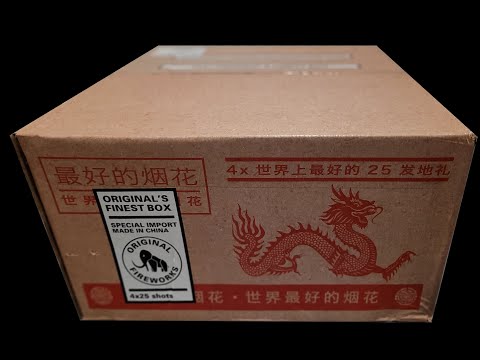 最好的烟花
世界
花
4x 世界上最好的 25 发地礼
ORIGINAL'S
FINEST BOX
SPECIAL IMPORT
MADE IN CHINA
ORIGINAL
FIREWORKS
4x25 shots
烟花 · 世界最好的烟花